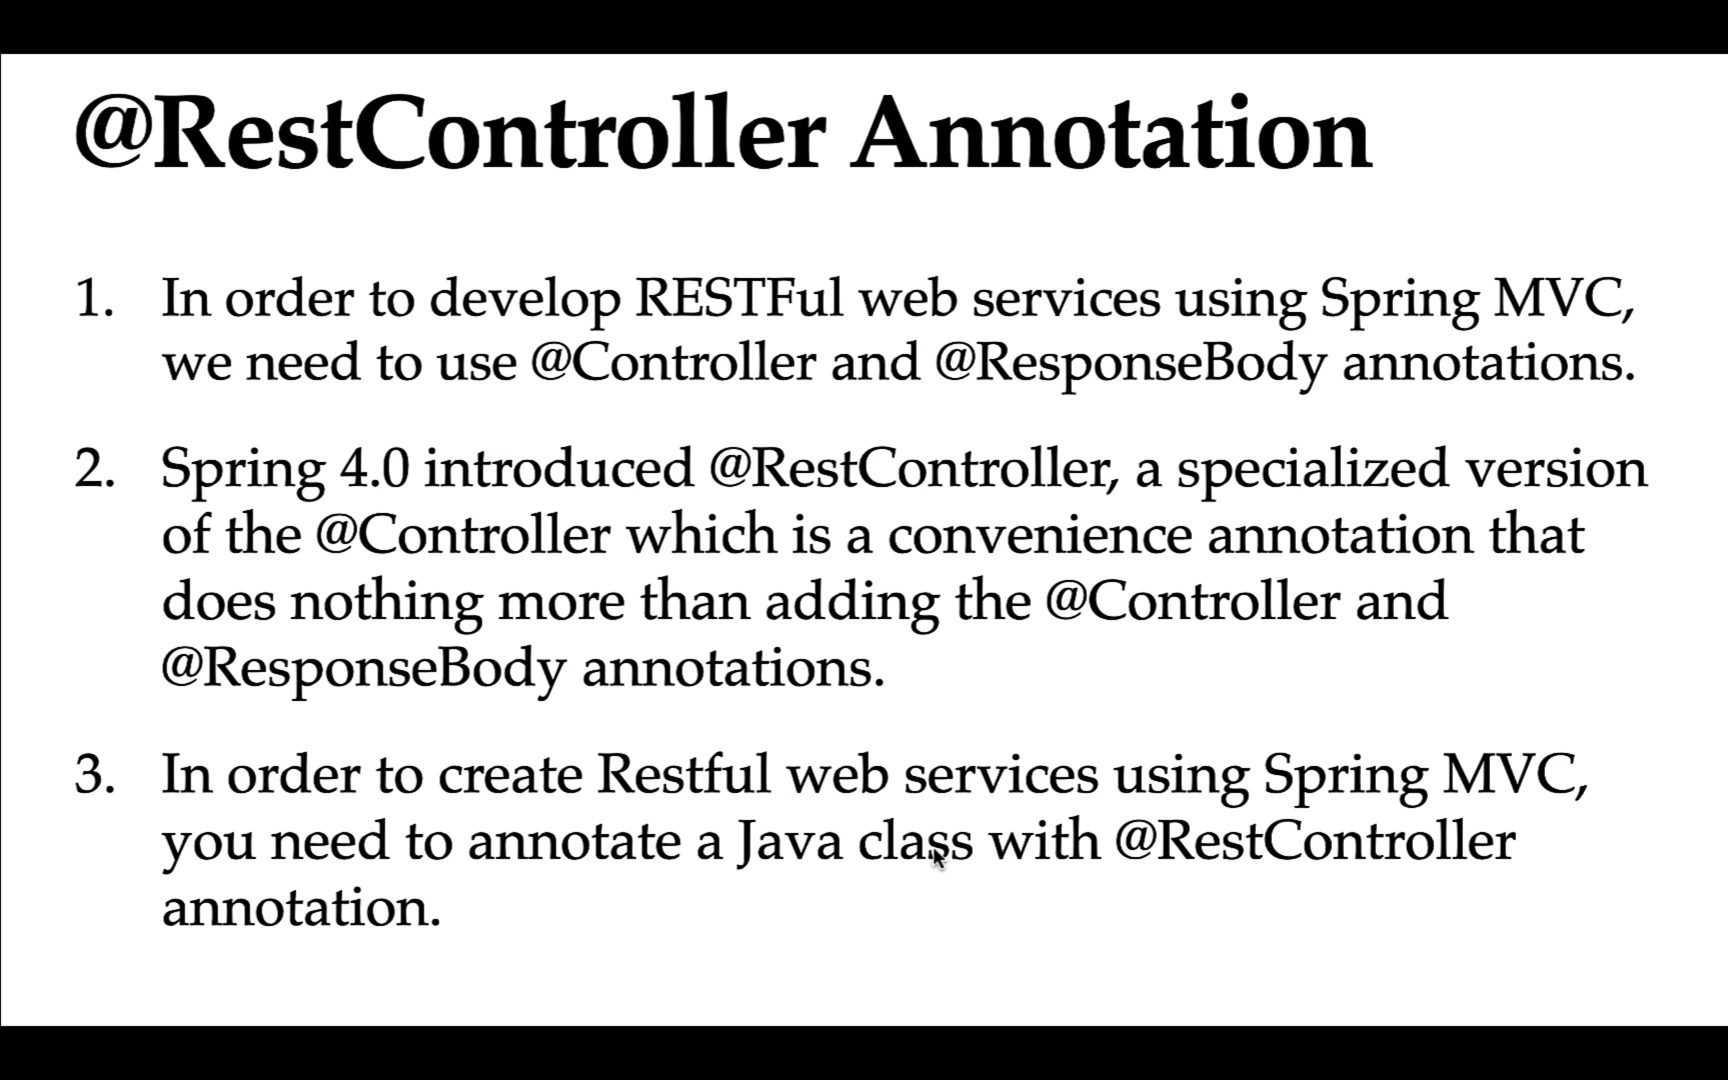 @RestController Annotation
1. In order to develop RESTFul web services using Spring MVC,
we need to use @Controller and @ResponseBody annotations.
2. Spring 4.0 introduced @RestController, a specialized version
of the @Controller which is a convenience annotation that
does nothing more than adding the @Controller and
@ResponseBody annotations.
3. In order to create Restful web services using Spring MVC,
you need to annotate a Java class with @RestController
annotation.